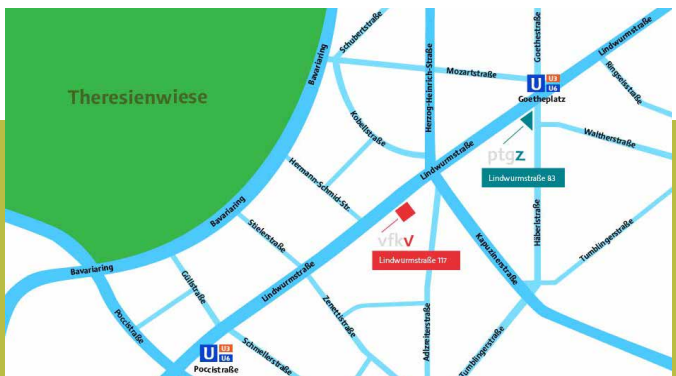 Theresienwiese
Bavariaring
Schubertstraße
Mozartstraße
Goethestraße
Lindwurmstraße
Ringseisstraße
U U3
U6
Goetheplatz
Herzog-Heinrich-Straße
Kobellstraße
Waltherstraße
ptgz
Lindwurmstraße 83
Lindwurmstraße
Hermann-Schmid-Str.
Bavariaring
Stielerstraße
vfkv
Lindwurmstraße 117
Häberlstraße
Kapuzinerstraße
Tumblingerstraße
Bavariaring
Güllstraße
Lindwurmstraße
Zenettistraße
Poccistraße
Schmellerstraße
Adlzreiterstraße
Tumblingerstraße
U U3
U6
Poccistraße